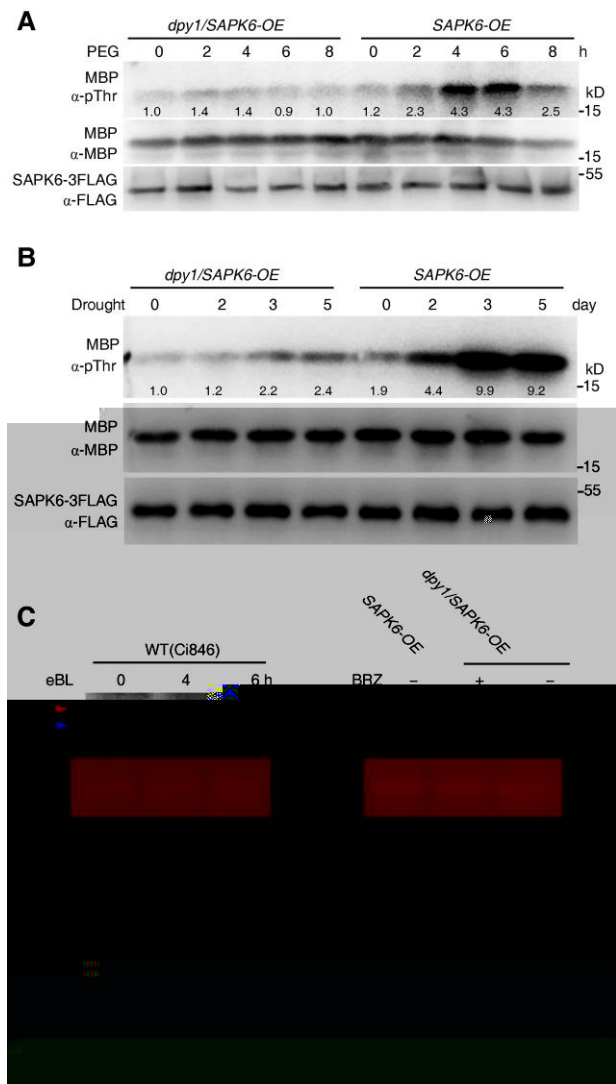 A
dpy1/SAPK6-OE SAPK6-OE
PEG 0 2 4 6 8 0 2 4 6 8 h
MBP
α-pThr
kD
1.0 1.4 1.4 0.9 1.0 1.2 2.3 4.3 4.3 2.5
-15
MBP
α-MBP
-15
SAPK6-3FLAG
α-FLAG
-55
B
dpy1/SAPK6-OE SAPK6-OE
Drought 0 2 3 5 0 2 3 5 day
MBP
α-pThr
kD
1.0 1.2 2.2 2.4 1.9 4.4 9.9 9.2
-15
MBP
α-MBP
-15
SAPK6-3FLAG
α-FLAG
-55
C
SAPK6-OE
dpy1/SAPK6-OE
WT(Ci846)
eBL 0 4 6 h BRZ − + −